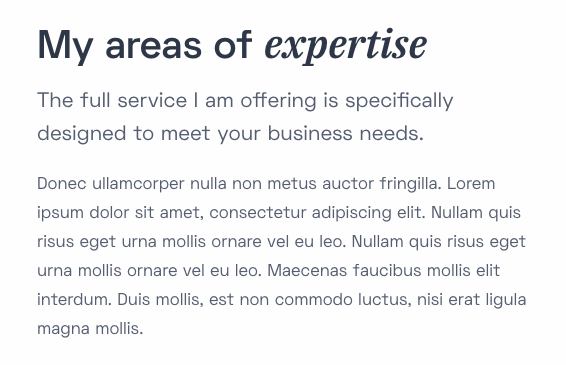 My areas of expertise
The full service I am offering is specifically
designed to meet your business needs.
Donec ullamcorper nulla non metus auctor fringilla. Lorem
ipsum dolor sit amet, consectetur adipiscing elit. Nullam quis
risus eget urna mollis ornare vel eu leo. Nullam quis risus eget
urna mollis ornare vel eu leo. Maecenas faucibus mollis elit
interdum. Duis mollis, est non commodo luctus, nisi erat ligula
magna mollis.